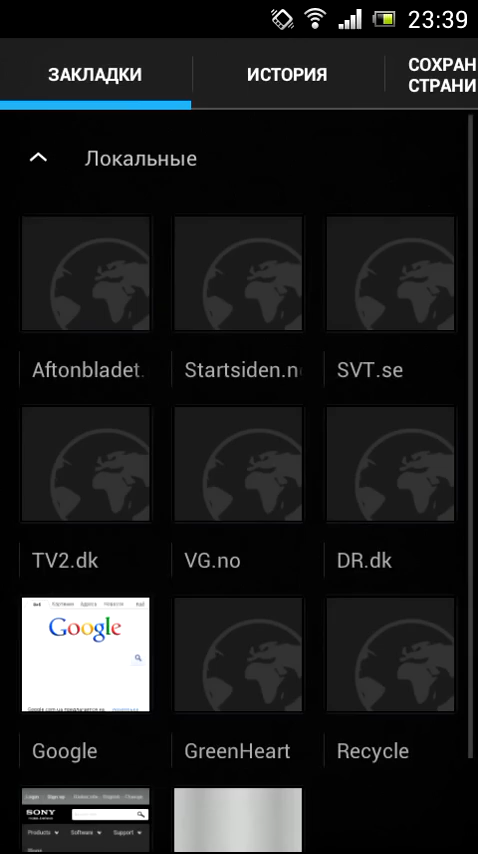 23:39
ЗАКЛАДКИ
ИСТОРИЯ
СОХРАН
СТРАНИ
Локальные
Aftonbladet.
Startsiden.n
SVT.se
TV2.dk
VG.no
DR.dk
Google
Google
GreenHeart
Recycle
SONY
Products
Software
Support